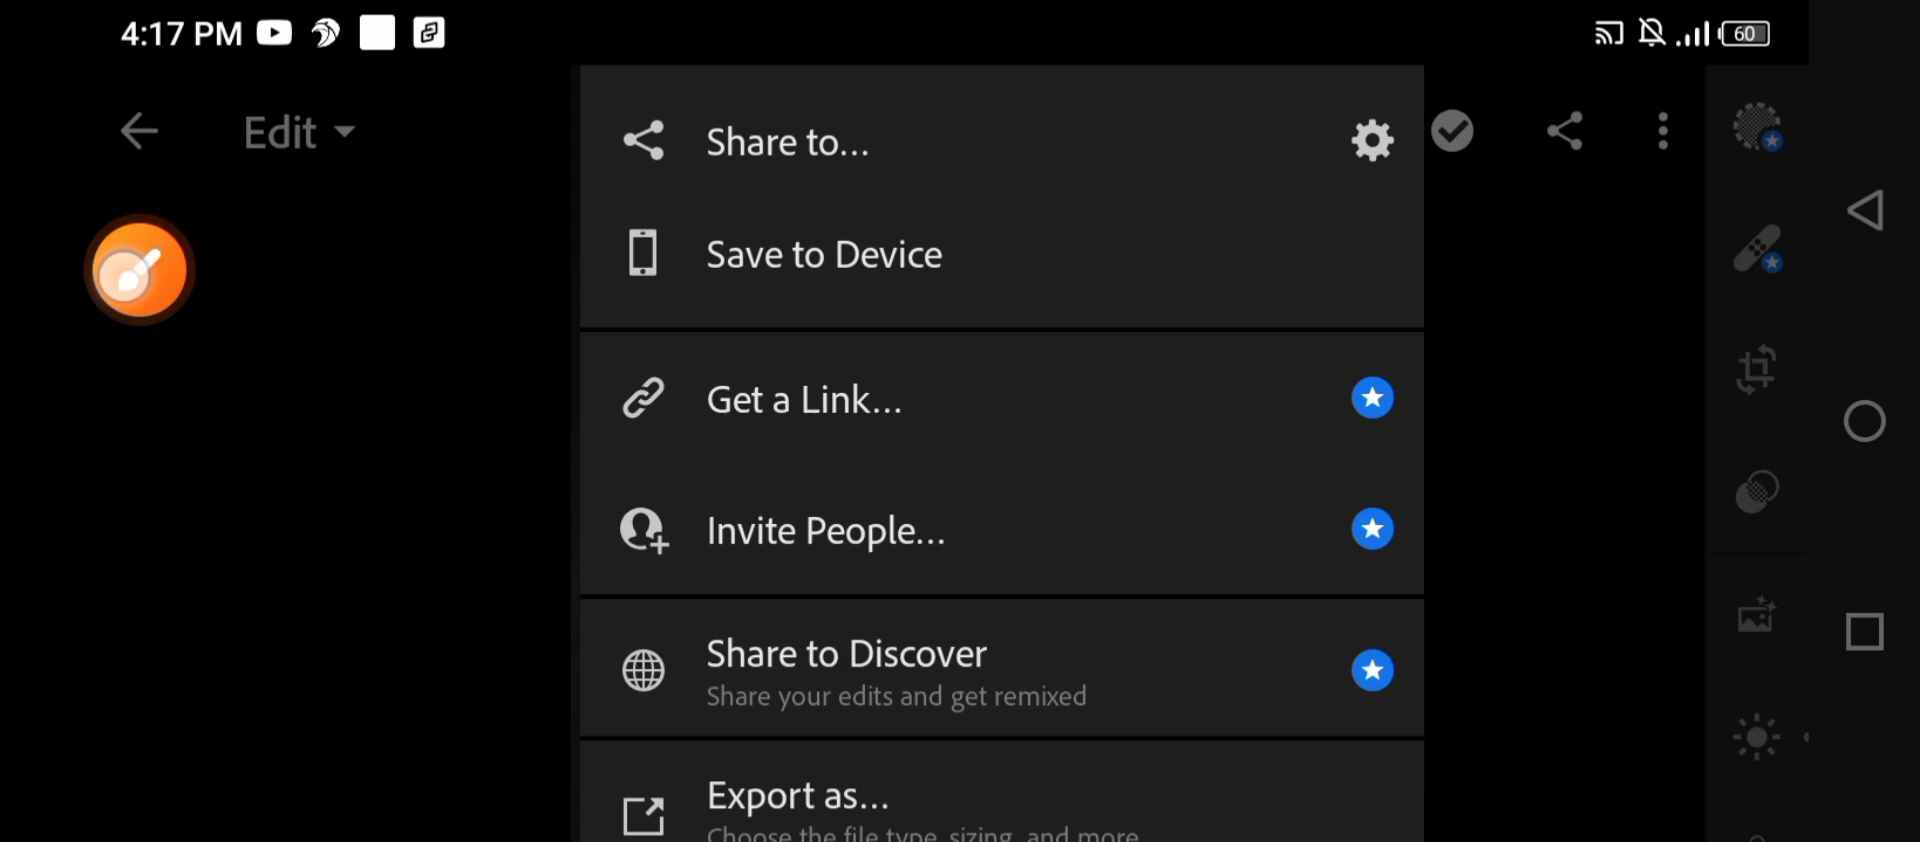 4:17 PM
60
Edit
Share to...
Save to Device
Get a Link...
Invite People...
Share to Discover
Share your edits and get remixed
Export as...
Choose the file type, sizing, and more